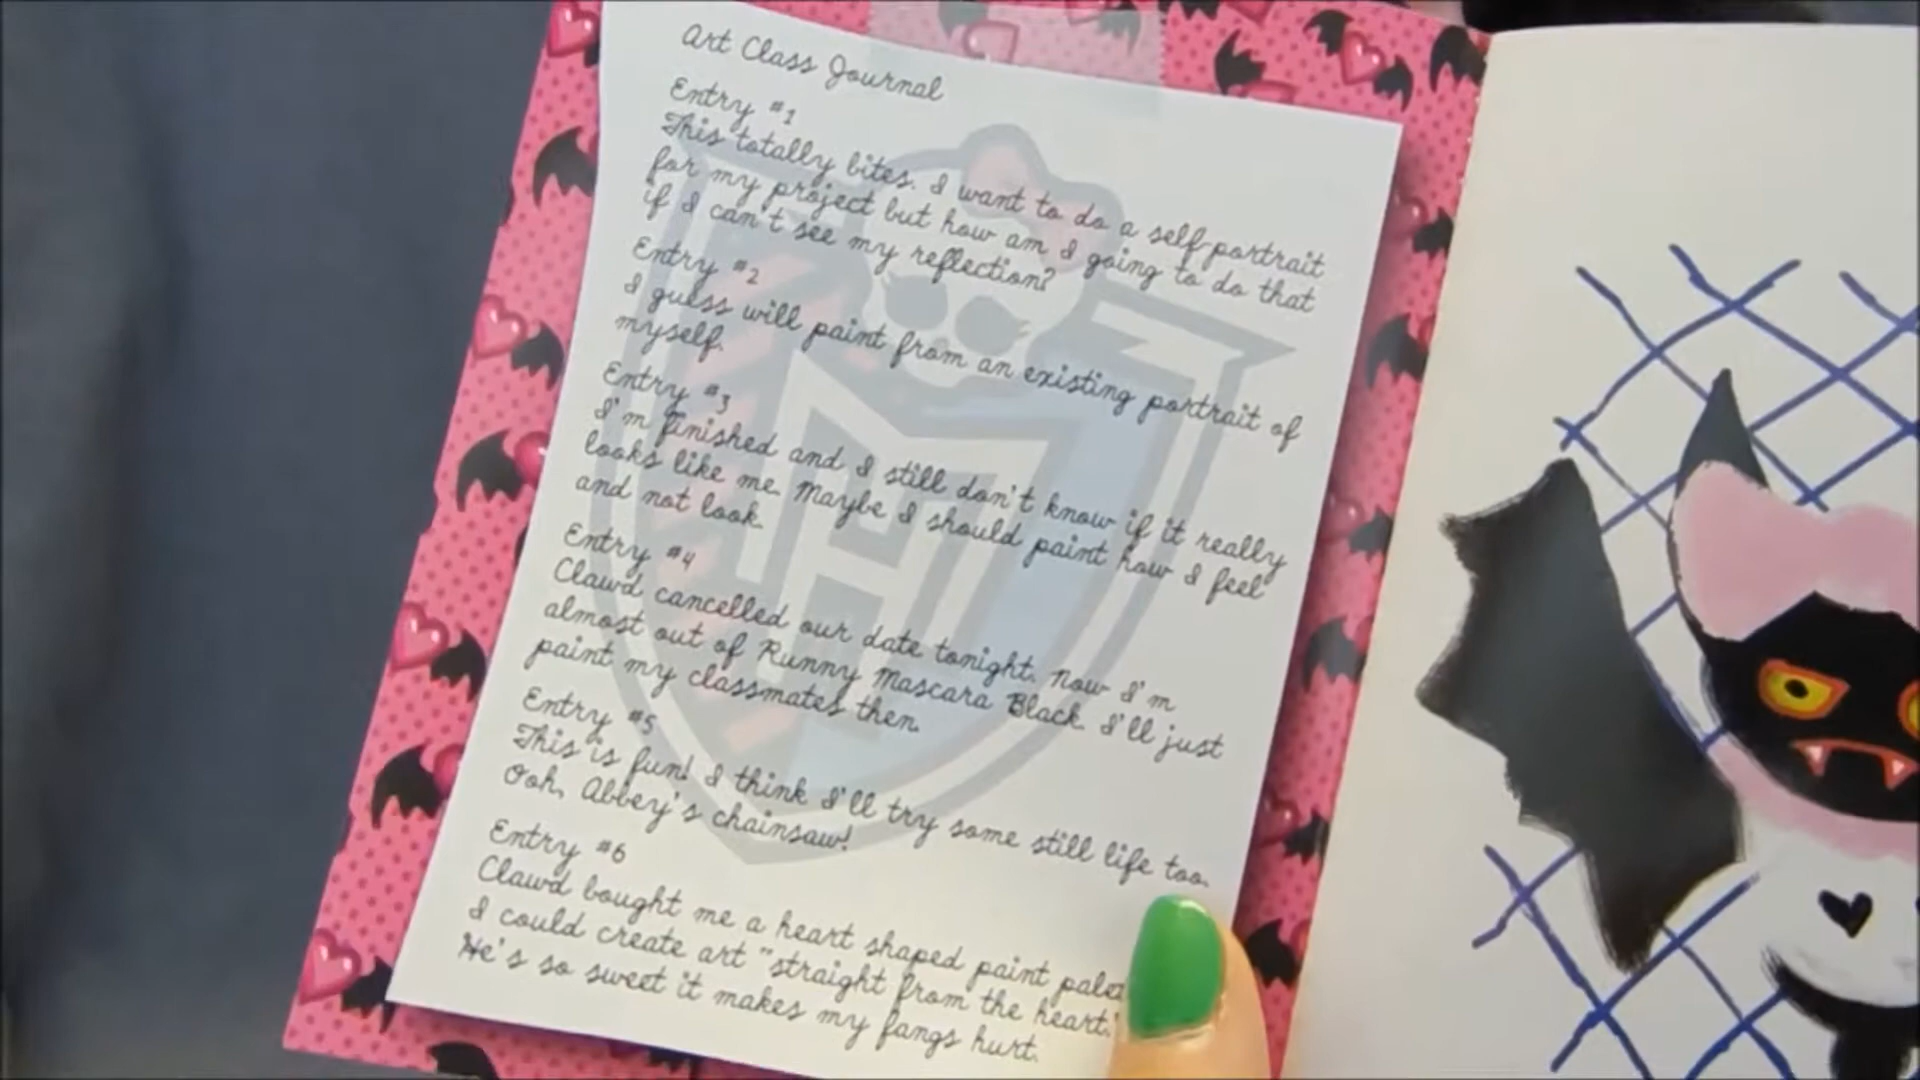 Art Class Journal
Entry #1
This totally bites. I want to do a self-portrait
for my project but how am I going to do that
if I can't see my reflection?
Entry #2
I guess will paint from an existing portrait of
myself.
Entry #3
I'm finished and I still don't know if it really
looks like me. Maybe I should paint how I feel
and not look.
Entry #4
Clawd cancelled our date tonight. Now I'm
almost out of Runny Mascara Black. I'll just
paint my classmates then.
Entry #5
This is fun! I think I'll try some still life too.
Ooh, Abbey's chainsaw!
Entry #6
Clawd bought me a heart shaped paint
I could create art "straight from the heart."
He's so sweet it makes my fangs hurt.